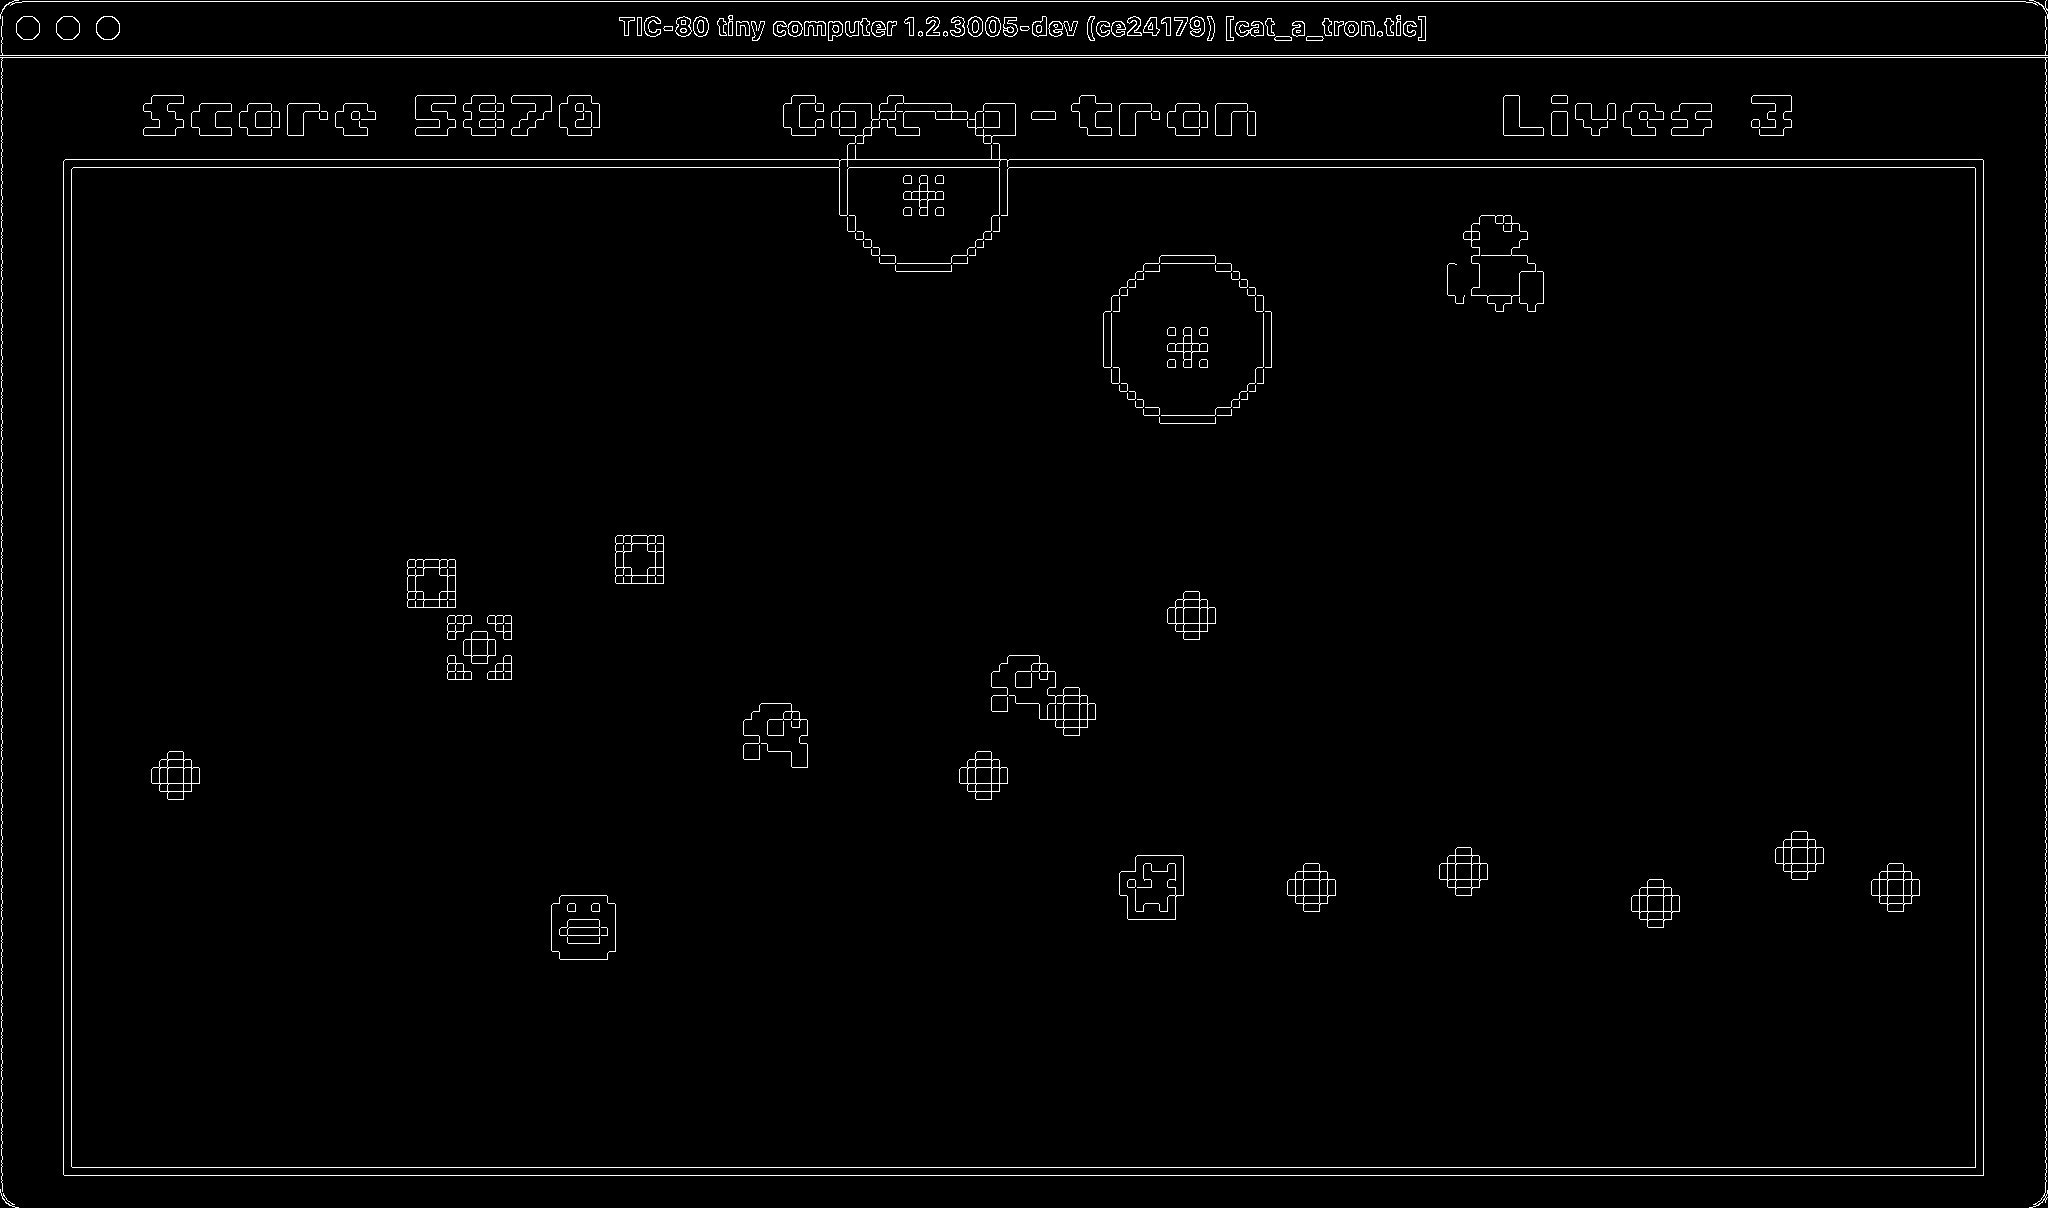 TIC-80 tiny computer 1.2.3005-dev (ce24179) [cat_a_tron.tic]
Score 5870 Cat-a-tron Lives 3